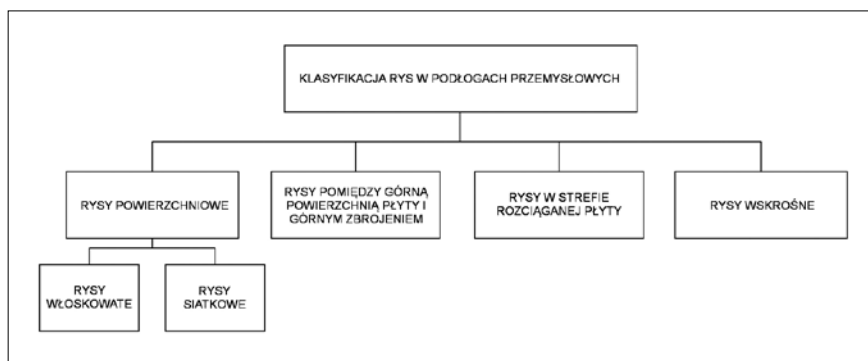 KLASYFIKACJA RYS W PODŁOGACH PRZEMYSŁOWYCH
RYSY POWIERZCHNIOWE
RYSY POMIĘDZY GÓRNĄ
POWIERZCHNIĄ PŁYTY I
GÓRNYM ZBROJENIEM
RYSY W STREFIE
ROZCIĄGANEJ PŁYTY
RYSY WSKROŚNE
RYSY
WŁOSKOWATE
RYSY
SIATKOWE